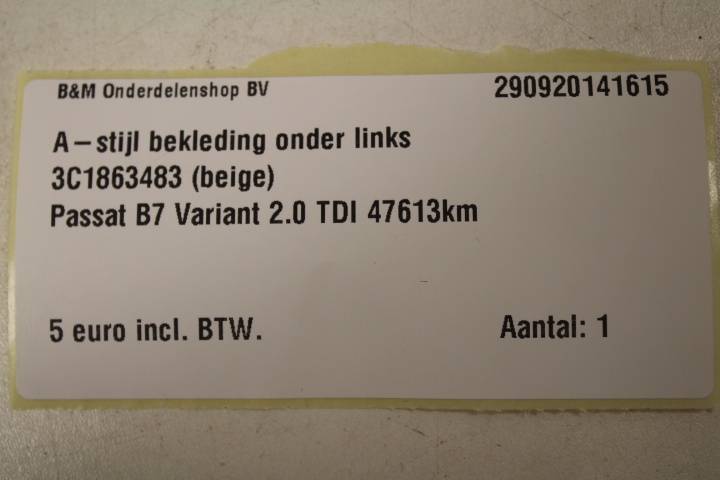 B&M Onderdelenshop BV 290920141615
A-stijl bekleding onder links
3C1863483 (beige)
Passat B7 Variant 2.0 TDI 47613km
5 euro incl. BTW. Aantal: 1